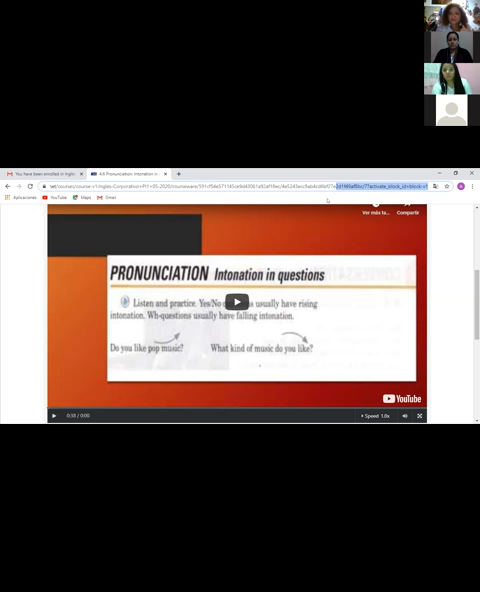 You have been enrolled in Inglé
4.6 Pronunciation: Intonation in
Aplicaciones
YouTube
Maps
Gmail
Ver más ta...
Compartir
PRONUNCIATION Intonation in questions
Listen and practice. Yes/No usually have rising
intonation. Wh-questions usually have falling intonation.
Do you like pop music? What kind of music do you like?
YouTube
0:38 / 0:00
Speed 1.0x